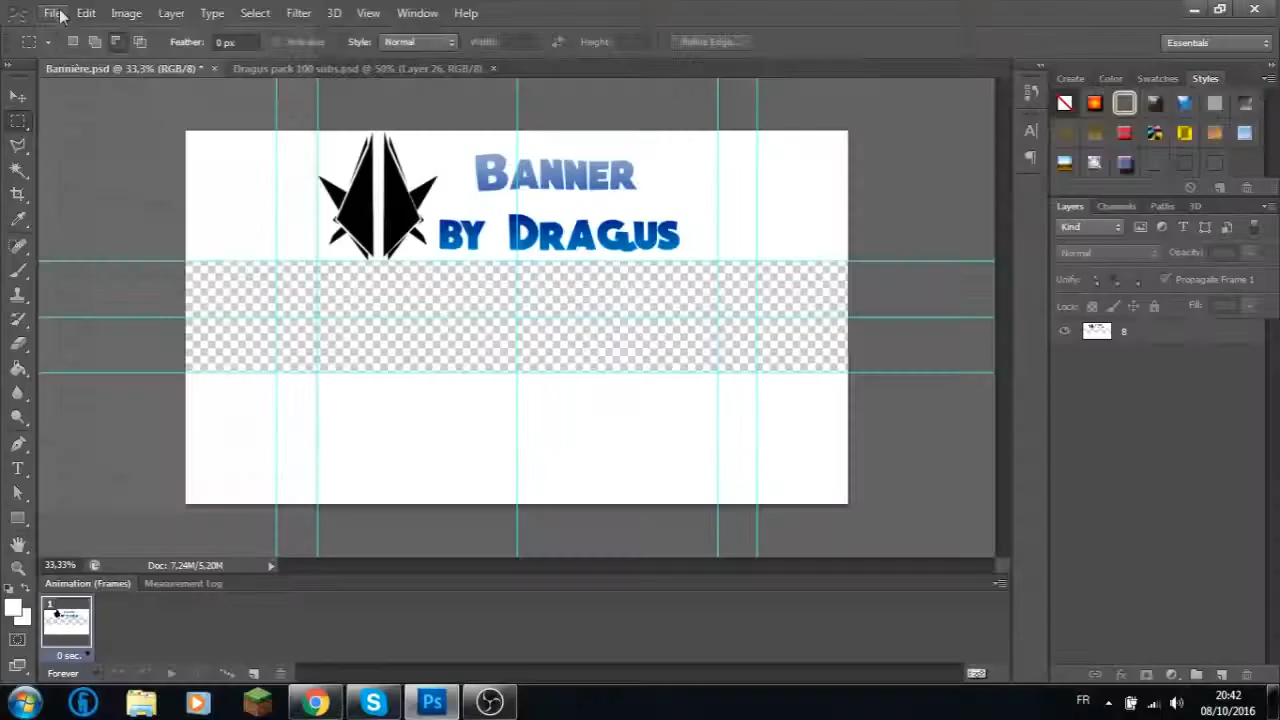 Ps File Edit Image Layer Type Select Filter 3D View Window Help
Feather: 0 px Style: Normal Width: Height: Refine Edge... Essentials
Bannière.psd @ 33,3% (RGB/8) * × Dragus pack 100 subs.psd @ 50% (Layer 26, RGB/8) ×
Create Color Swatches Styles
Banner
by Dragus
Layers Channels Paths 3D
Kind
Normal Opacity:
Unify: Propagate Frame 1
Lock: Fill:
8
33,33% Doc: 7,24M/5,20M
Animation (Frames) Measurement Log
1
0 sec.
Forever
Ps
FR 20:42
08/10/2016